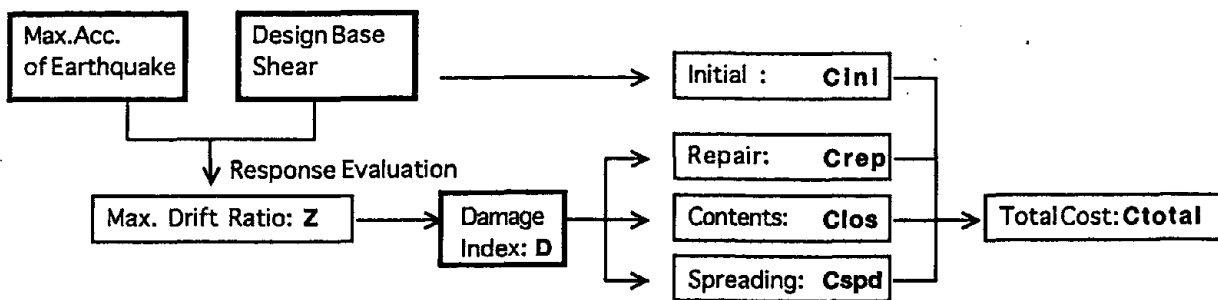 Max.Acc.
of Earthquake
Design Base
Shear
Initial : CInI
Response Evaluation
Repair: Crep
Max. Drift Ratio: Z
Damage
Index: D
Contents: Clos
Total Cost: Ctotal
Spreading: Cspd